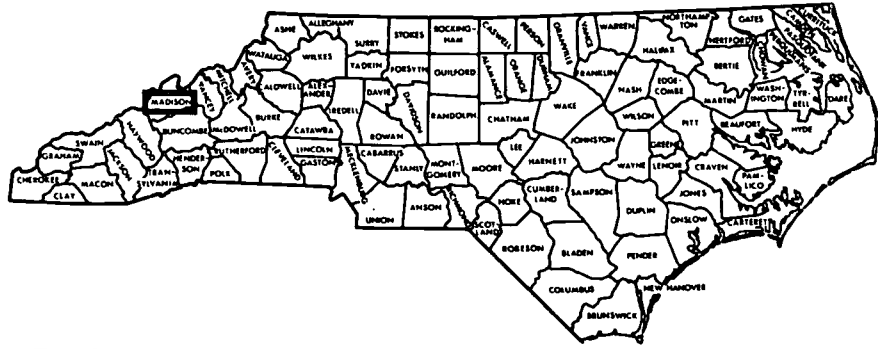 ASHE
ALLEGHANY
SURRY
STOKES
ROCKING-
HAM
CASWELL
PERSON
GRANVILLE
VANCE
WARREN
NORTHAMP
TON
GATES
HERTFORD
CURRITUCK
CAMDEN
PASQUOTANK
PERQUIMANS
CHOWAN
WATAUGA
WILKES
YADKIN
FORSYTH
GUILFORD
ALAMANCE
ORANGE
DURHAM
FRANKLIN
HALIFAX
BERTIE
MADISON
YANCEY
MITCHELL
AVERY
CALDWELL
ALEX-
ANDER
IREDELL
DAVIE
DAVIDSON
RANDOLPH
CHATHAM
WAKE
NASH
EDGE-
COMBE
MARTIN
WASH-
INGTON
TYR-
RELL
DARE
HAYWOOD
BUNCOMBE
McDOWELL
BURKE
CATAWBA
ROWAN
LEE
JOHNSTON
WILSON
PITT
BEAUFORT
HYDE
GRAHAM
SWAIN
JACKSON
HENDER-
SON
RUTHERFORD
CLEVELAND
LINCOLN
GASTON
MECKLENBURG
CABARRUS
STANLY
MONT-
GOMERY
MOORE
HARNETT
WAYNE
GREENE
LENOIR
CRAVEN
PAM-
LICO
CHEROKEE
CLAY
MACON
TRAN-
SYLVANIA
POLK
UNION
ANSON
RICHMOND
SCOT-
LAND
HOKE
CUMBER-
LAND
SAMPSON
DUPLIN
JONES
ONSLOW
CARTERET
ROBESON
BLADEN
PENDER
COLUMBUS
NEW HANOVER
BRUNSWICK